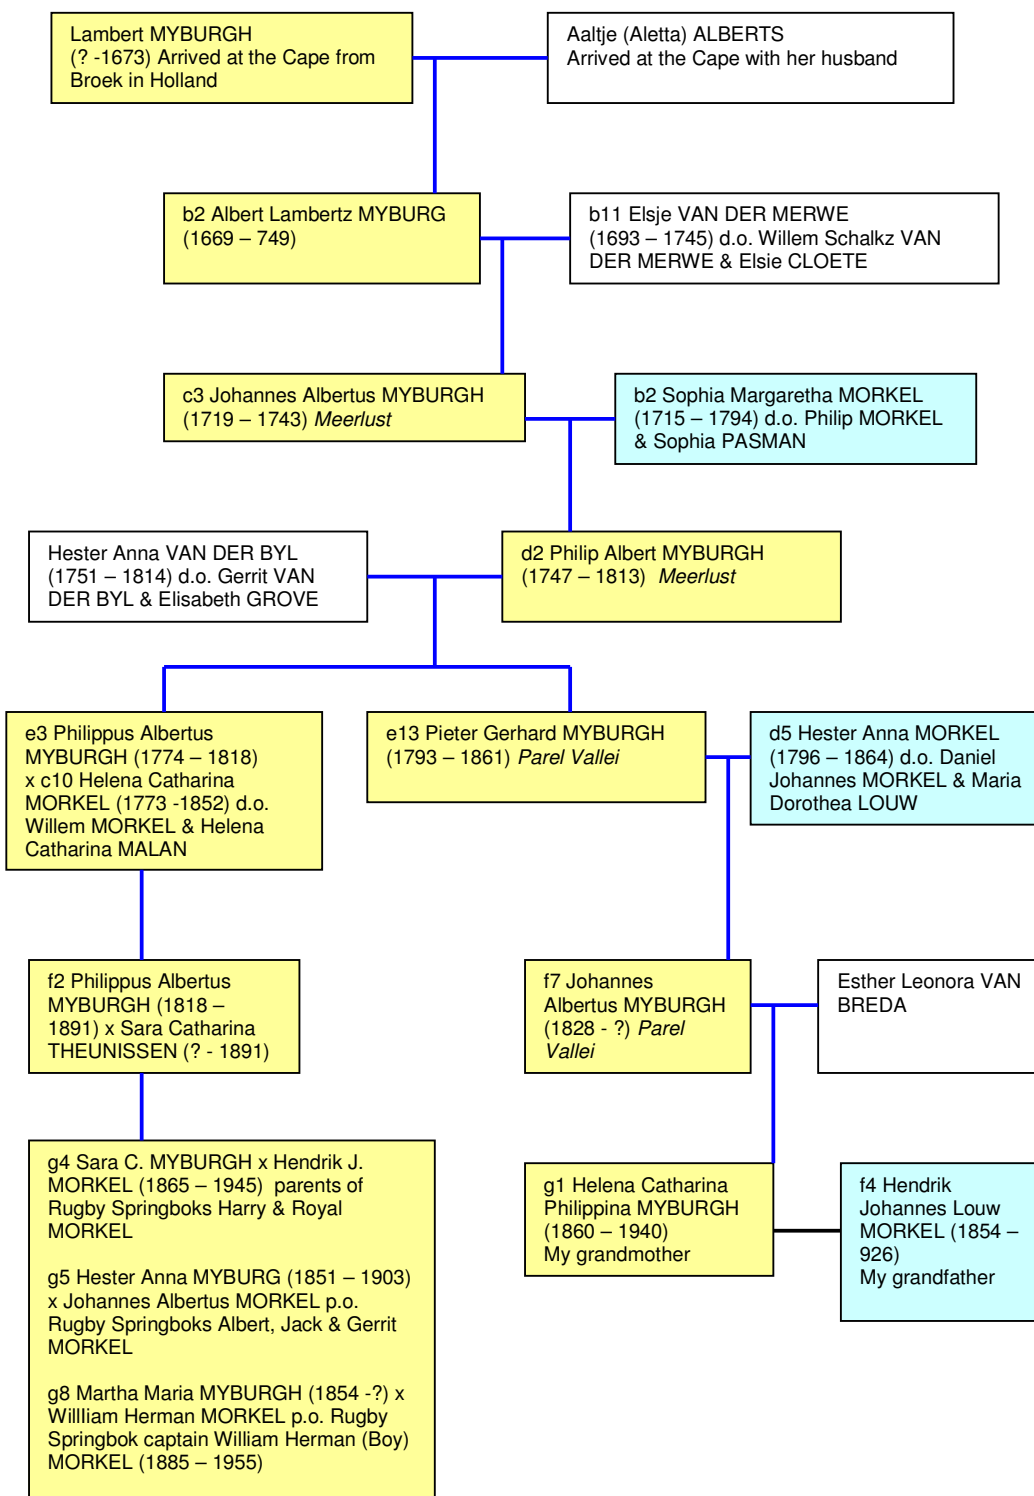 Lambert MYBURGH
(? -1673) Arrived at the Cape from
Broek in Holland
Aaltje (Aletta) ALBERTS
Arrived at the Cape with her husband
b2 Albert Lambertz MYBURG
(1669 – 749)
b11 Elsje VAN DER MERWE
(1693 – 1745) d.o. Willem Schalkz VAN
DER MERWE & Elsie CLOETE
c3 Johannes Albertus MYBURGH
(1719 – 1743) Meerlust
b2 Sophia Margaretha MORKEL
(1715 – 1794) d.o. Philip MORKEL
& Sophia PASMAN
Hester Anna VAN DER BYL
(1751 – 1814) d.o. Gerrit VAN
DER BYL & Elisabeth GROVE
d2 Philip Albert MYBURGH
(1747 – 1813) Meerlust
e3 Philippus Albertus
MYBURGH (1774 – 1818)
x c10 Helena Catharina
MORKEL (1773 -1852) d.o.
Willem MORKEL & Helena
Catharina MALAN
e13 Pieter Gerhard MYBURGH
(1793 – 1861) Parel Vallei
d5 Hester Anna MORKEL
(1796 – 1864) d.o. Daniel
Johannes MORKEL & Maria
Dorothea LOUW
f2 Philippus Albertus
MYBURGH (1818 –
1891) x Sara Catharina
THEUNISSEN (? - 1891)
f7 Johannes
Albertus MYBURGH
(1828 - ?) Parel
Vallei
Esther Leonora VAN
BREDA
g4 Sara C. MYBURGH x Hendrik J.
MORKEL (1865 – 1945) parents of
Rugby Springboks Harry & Royal
MORKEL
g5 Hester Anna MYBURG (1851 – 1903)
x Johannes Albertus MORKEL p.o.
Rugby Springboks Albert, Jack & Gerrit
MORKEL
g8 Martha Maria MYBURGH (1854 -?) x
Willliam Herman MORKEL p.o. Rugby
Springbok captain William Herman (Boy)
MORKEL (1885 – 1955)
g1 Helena Catharina
Philippina MYBURGH
(1860 – 1940)
My grandmother
f4 Hendrik
Johannes Louw
MORKEL (1854 –
926)
My grandfather